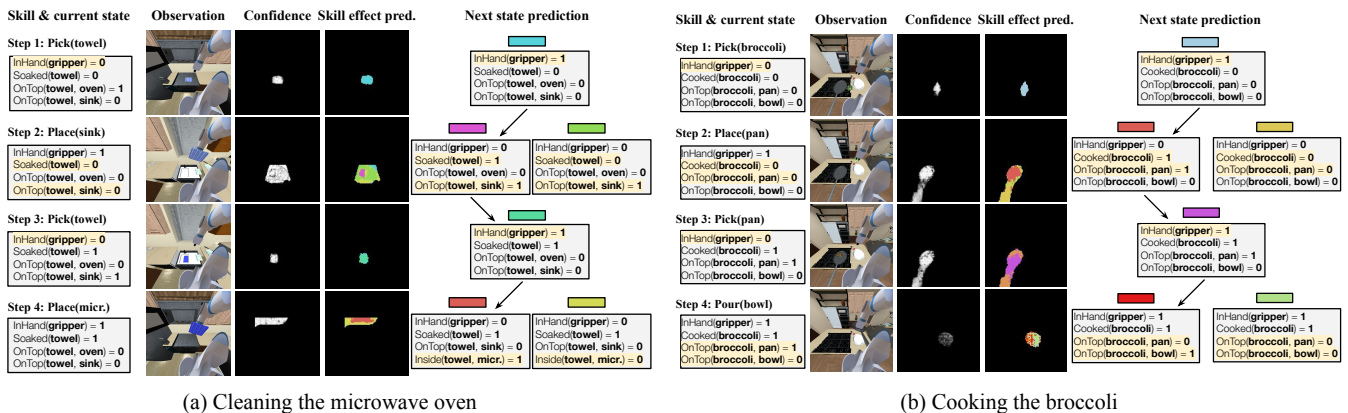 Skill & current state
Observation
Confidence
Skill effect pred.
Next state prediction
Step 1: Pick(towel)
InHand(gripper) = 0
Soaked(towel) = 0
OnTop(towel, oven) = 1
OnTop(towel, sink) = 0
InHand(gripper) = 1
Soaked(towel) = 0
OnTop(towel, oven) = 0
OnTop(towel, sink) = 0
Step 2: Place(sink)
InHand(gripper) = 1
Soaked(towel) = 0
OnTop(towel, oven) = 0
OnTop(towel, sink) = 0
InHand(gripper) = 0
Soaked(towel) = 1
OnTop(towel, oven) = 0
OnTop(towel, sink) = 1
InHand(gripper) = 0
Soaked(towel) = 0
OnTop(towel, oven) = 0
OnTop(towel, sink) = 1
Step 3: Pick(towel)
InHand(gripper) = 0
Soaked(towel) = 1
OnTop(towel, oven) = 0
OnTop(towel, sink) = 1
InHand(gripper) = 1
Soaked(towel) = 1
OnTop(towel, oven) = 0
OnTop(towel, sink) = 0
Step 4: Place(micr.)
InHand(gripper) = 1
Soaked(towel) = 1
OnTop(towel, oven) = 0
OnTop(towel, sink) = 0
InHand(gripper) = 0
Soaked(towel) = 1
OnTop(towel, sink) = 0
Inside(towel, micr.) = 1
InHand(gripper) = 0
Soaked(towel) = 1
OnTop(towel, sink) = 0
Inside(towel, micr.) = 0
(a) Cleaning the microwave oven
Skill & current state
Observation
Confidence
Skill effect pred.
Next state prediction
Step 1: Pick(broccoli)
InHand(gripper) = 0
Cooked(broccoli) = 0
OnTop(broccoli, pan) = 0
OnTop(broccoli, bowl) = 0
InHand(gripper) = 1
Cooked(broccoli) = 0
OnTop(broccoli, pan) = 0
OnTop(broccoli, bowl) = 0
Step 2: Place(pan)
InHand(gripper) = 1
Cooked(broccoli) = 0
OnTop(broccoli, pan) = 0
OnTop(broccoli, bowl) = 0
InHand(gripper) = 0
Cooked(broccoli) = 1
OnTop(broccoli, pan) = 1
OnTop(broccoli, bowl) = 0
InHand(gripper) = 0
Cooked(broccoli) = 0
OnTop(broccoli, pan) = 0
OnTop(broccoli, bowl) = 0
Step 3: Pick(pan)
InHand(gripper) = 0
Cooked(broccoli) = 1
OnTop(broccoli, pan) = 1
OnTop(broccoli, bowl) = 0
InHand(gripper) = 1
Cooked(broccoli) = 1
OnTop(broccoli, pan) = 1
OnTop(broccoli, bowl) = 0
Step 4: Pour(bowl)
InHand(gripper) = 1
Cooked(broccoli) = 1
OnTop(broccoli, pan) = 1
OnTop(broccoli, bowl) = 0
InHand(gripper) = 1
Cooked(broccoli) = 1
OnTop(broccoli, pan) = 0
OnTop(broccoli, bowl) = 1
InHand(gripper) = 1
Cooked(broccoli) = 1
OnTop(broccoli, pan) = 0
OnTop(broccoli, bowl) = 0
(b) Cooking the broccoli